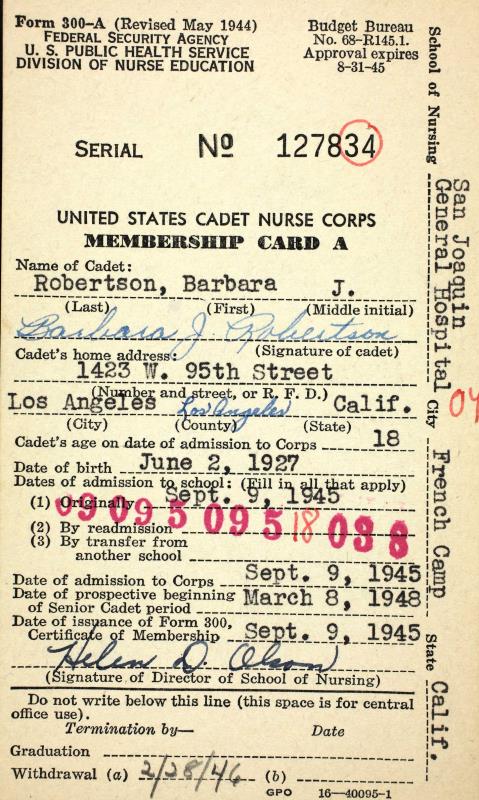 Form 300–A (Revised May 1944)
FEDERAL SECURITY AGENCY
U. S. PUBLIC HEALTH SERVICE
DIVISION OF NURSE EDUCATION
Budget Bureau
No. 68–R145.1.
Approval expires
8-31-45
SERIAL Nº 127834
UNITED STATES CADET NURSE CORPS
MEMBERSHIP CARD A
Name of Cadet:
Robertson, Barbara J.
(Last) (First) (Middle initial)
Barbara J. Robertson
Cadet's home address: (Signature of cadet)
1423 W. 95th Street
(Number and street, or R. F. D.)
Los Angeles Los Angeles Calif.
(City) (County) (State)
Cadet's age on date of admission to Corps 18
Date of birth June 2, 1927
Dates of admission to school: (Fill in all that apply)
(1) Originally Sept. 9, 1945
09 09 5 09 5 18 038
(2) By readmission
(3) By transfer from
another school
Date of admission to Corps Sept. 9, 1945
Date of prospective beginning
of Senior Cadet period March 8, 1948
Date of issuance of Form 300,
Certificate of Membership Sept. 9, 1945
Helen D. Olson
(Signature of Director of School of Nursing)
Do not write below this line (this space is for central
office use).
Termination by— Date
Graduation
Withdrawal (a) 2/28/46 (b)
GPO 16—40095-1
School of Nursing San Joaquin
General Hospital City French Camp State Calif.
04